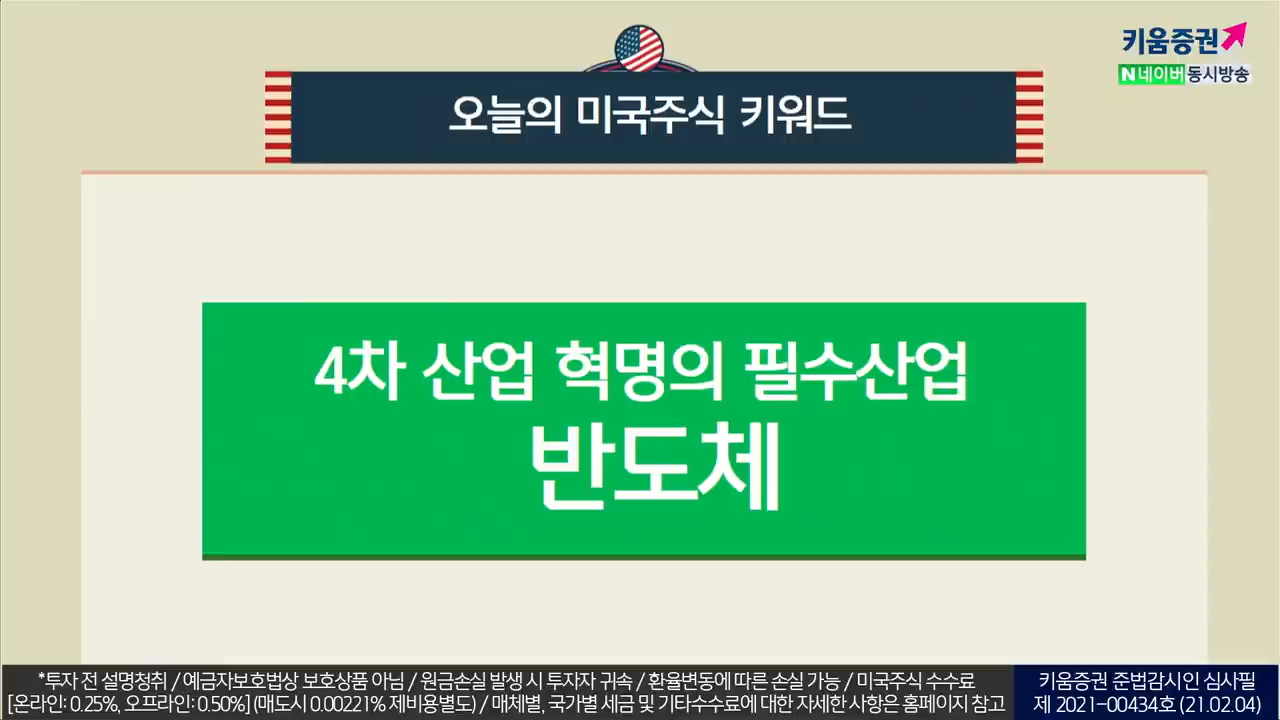 키움증권
N네이버동시방송
오늘의 미국주식 키워드
4차 산업 혁명의 필수산업
반도체
*투자 전 설명청취 / 예금자보호법상 보호상품 아님 / 원금손실 발생 시 투자자 귀속 / 환율변동에 따른 손실 가능 / 미국주식 수수료
[온라인: 0.25%, 오프라인: 0.50%] (매도시 0.00221% 제비용별도) / 매체별, 국가별 세금 및 기타수수료에 대한 자세한 사항은 홈페이지 참고
키움증권 준법감시인 심사필
제 2021-00434호 (21.02.04)